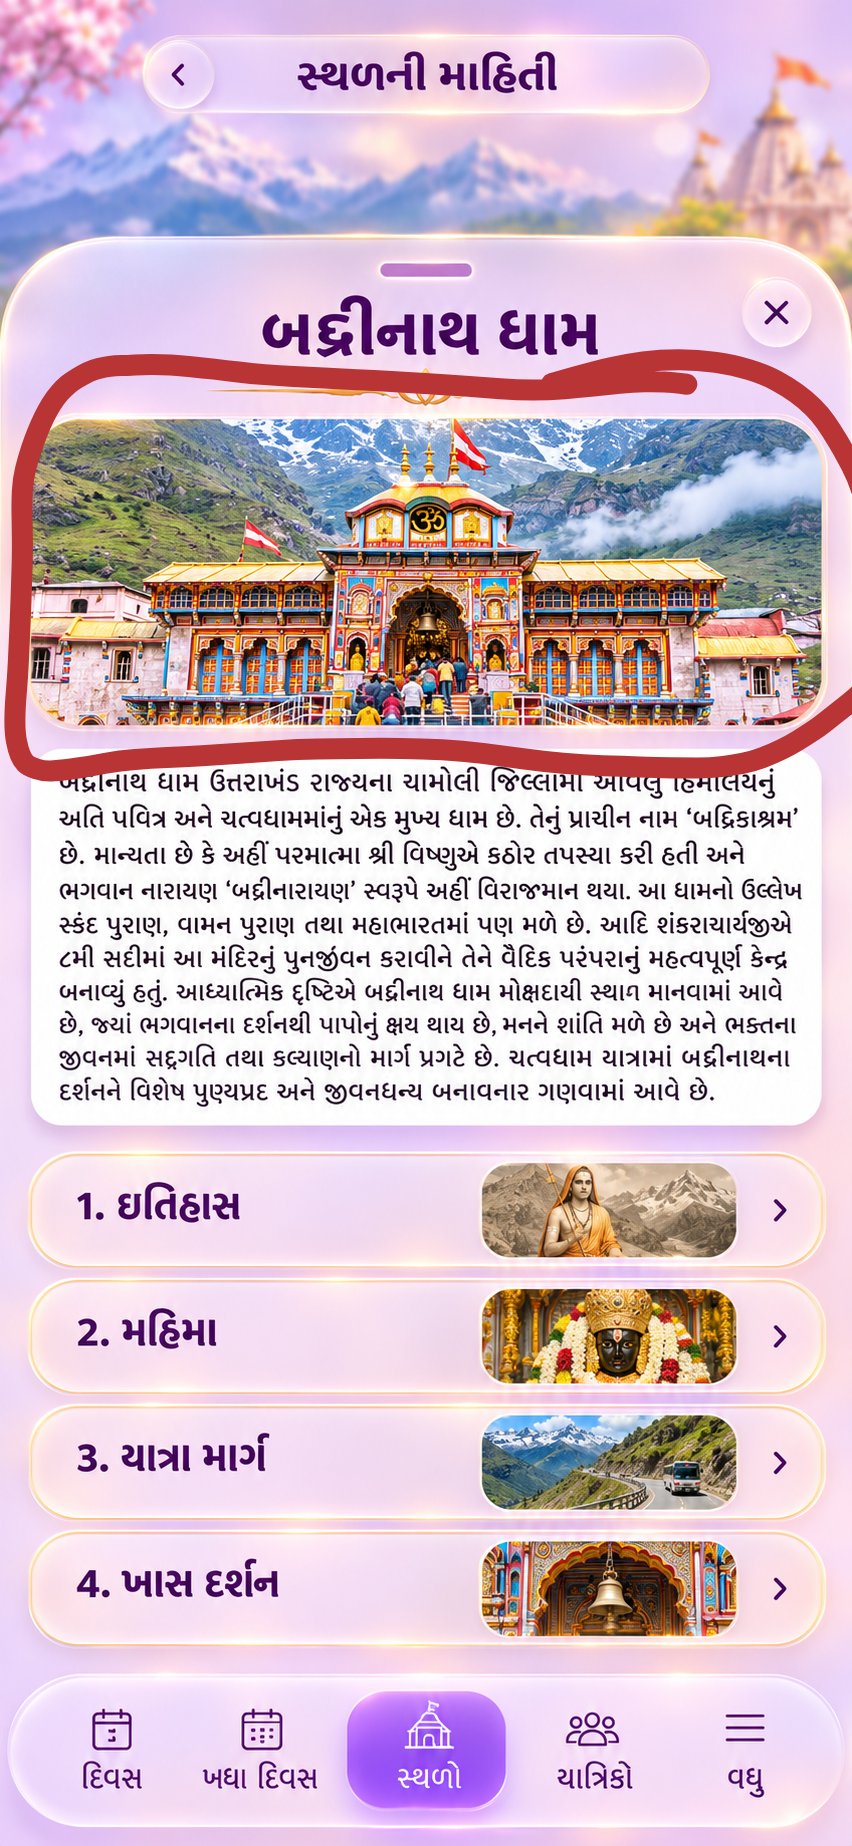 સ્થળની માહિતી
બદ્રીનાથ ધામ
ૐ
બદ્રીનાથ ધામ ઉત્તરાખંડ રાજ્યના ચામોલી જિલ્લામાં આવેલું હિમાલયનું
અતિ પવિત્ર અને ચત્વધામમાંનું એક મુખ્ય ધામ છે. તેનું પ્રાચીન નામ ‘બદ્રિકાશ્રમ’
છે. માન્યતા છે કે અહીં પરમાત્મા શ્રી વિષ્ણુએ કઠોર તપસ્યા કરી હતી અને
ભગવાન નારાયણ ‘બદ્રીનારાયણ’ સ્વરૂપે અહીં વિરાજમાન થયા. આ ધામનો ઉલ્લેખ
સ્કંદ પુરાણ, વામન પુરાણ તથા મહાભારતમાં પણ મળે છે. આદિ શંકરાચાર્યજીએ
૮મી સદીમાં આ મંદિરનું પુનર્જીવન કરાવીને તેને વૈદિક પરંપરાનું મહત્વપૂર્ણ કેન્દ્ર
બનાવ્યું હતું. આધ્યાત્મિક દૃષ્ટિએ બદ્રીનાથ ધામ મોક્ષદાયી સ્થાન માનવામાં આવે
છે, જ્યાં ભગવાનના દર્શનથી પાપોનું ક્ષય થાય છે, મનને શાંતિ મળે છે અને ભક્તના
જીવનમાં સદ્ગતિ તથા કલ્યાણનો માર્ગ પ્રગટે છે. ચત્વધામ યાત્રામાં બદ્રીનાથના
દર્શનને વિશેષ પુણ્યપ્રદ અને જીવનધન્ય બનાવનાર ગણવામાં આવે છે.
1. ઇતિહાસ
2. મહિમા
3. યાત્રા માર્ગ
4. ખાસ દર્શન
દિવસ
બધા દિવસ
સ્થળો
યાત્રિકો
વધુ